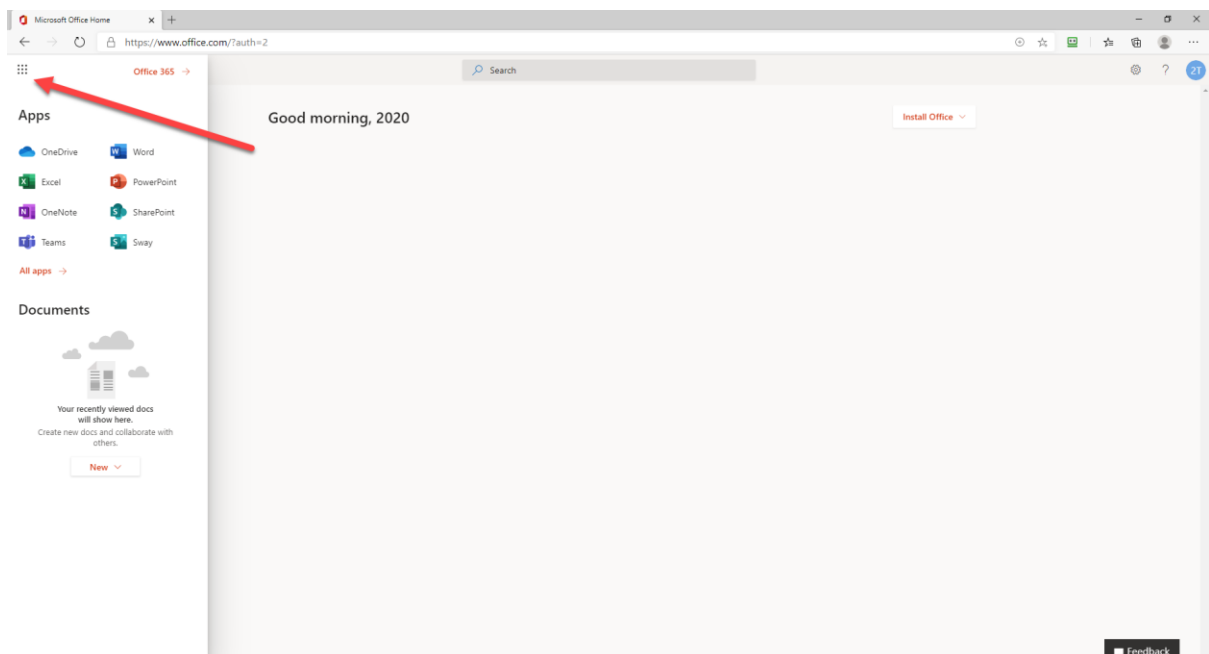 Microsoft Office Home
https://www.office.com/?auth=2
Office 365 →
Search
? 2T
Apps
Good morning, 2020
Install Office
OneDrive Word
Excel PowerPoint
OneNote SharePoint
Teams Sway
All apps →
Documents
Your recently viewed docs
will show here.
Create new docs and collaborate with
others.
New
Feedback